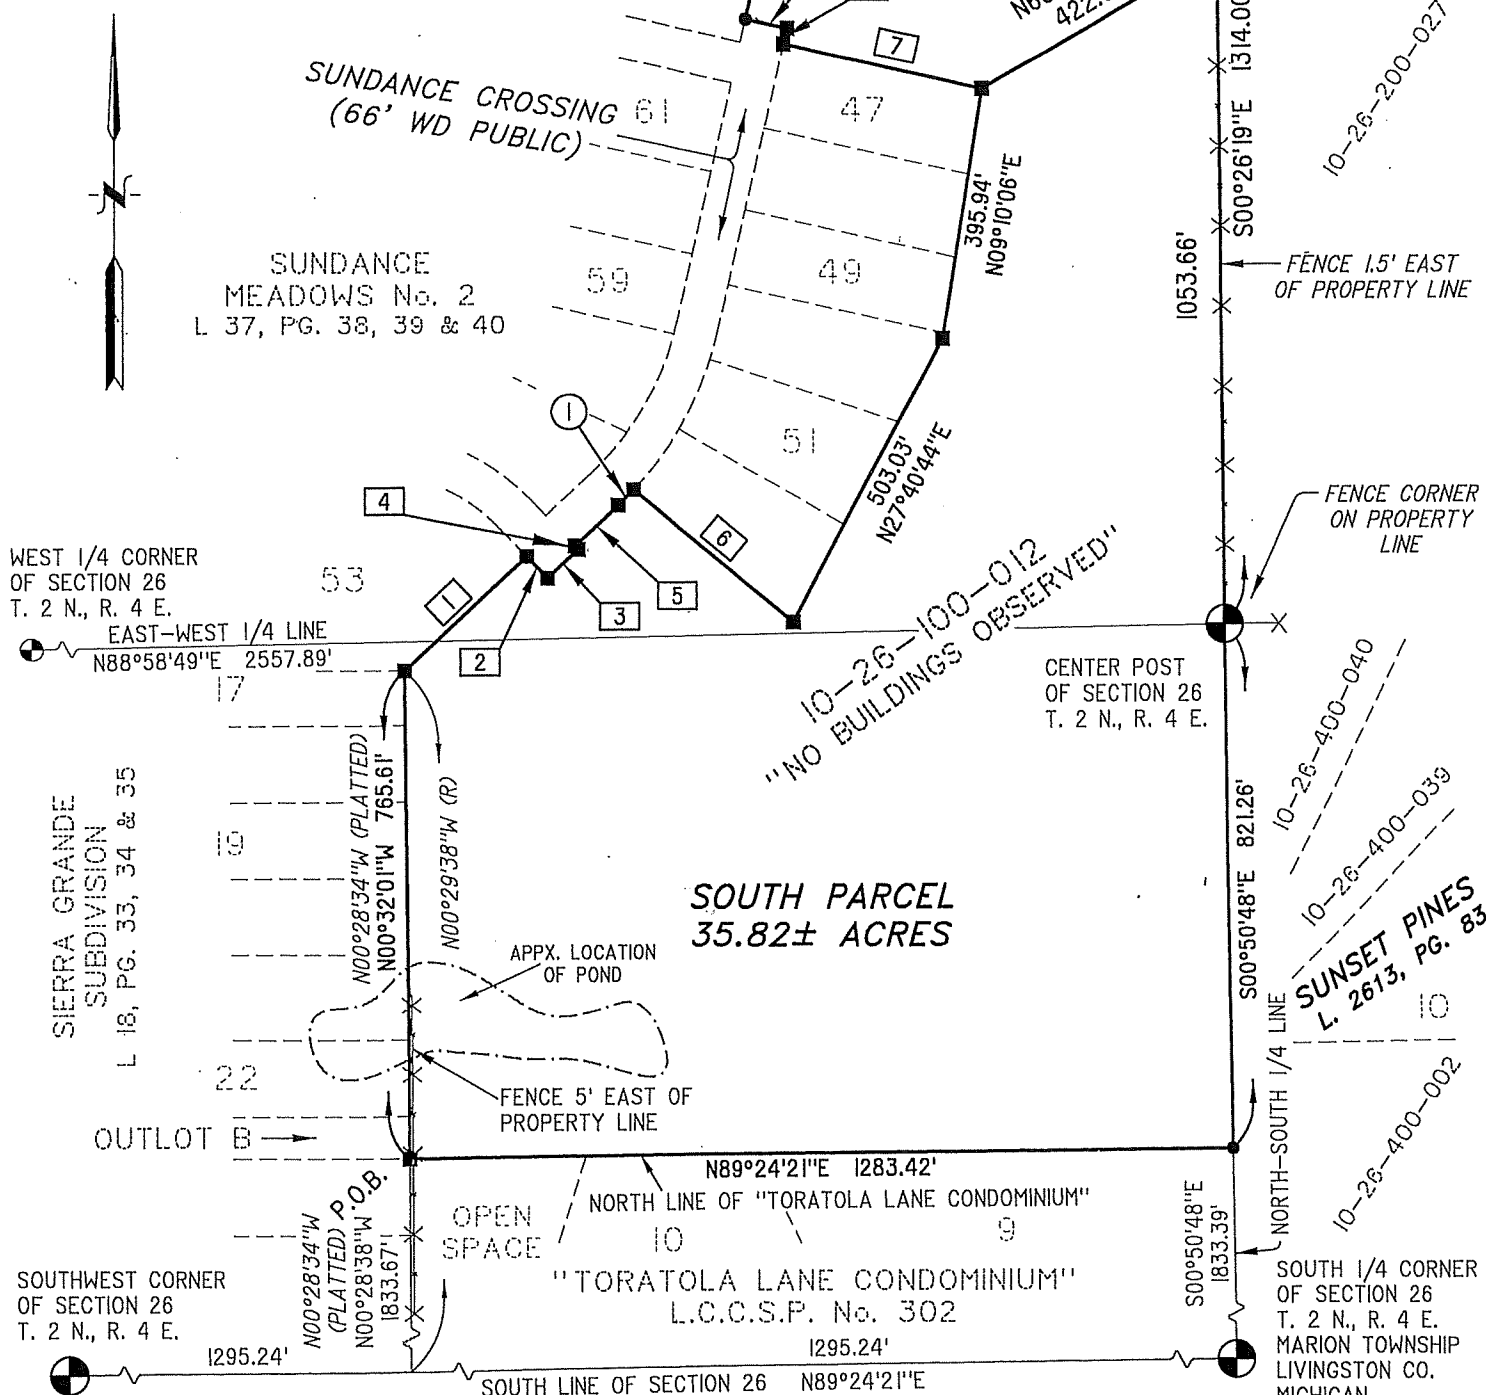 422.
1314.00
S00°26'19"E
10-26-200-027
7
SUNDANCE CROSSING
(66' WD PUBLIC)
61
47
N
395.94'
N09°10'06"E
1053.66'
FENCE 1.5' EAST
OF PROPERTY LINE
SUNDANCE
MEADOWS No. 2
L 37, PG. 38, 39 & 40
59
49
1
51
503.03'
N27°40'44"E
4
6
FENCE CORNER
ON PROPERTY
LINE
WEST 1/4 CORNER
OF SECTION 26
T. 2 N., R. 4 E.
53
1
5
3
2
EAST-WEST 1/4 LINE
N88°58'49"E 2557.89'
10-26-100-012
"NO BUILDINGS OBSERVED"
CENTER POST
OF SECTION 26
T. 2 N., R. 4 E.
17
10-26-400-040
N00°28'34"W (PLATTED)
N00°32'01"W 765.61'
N00°29'38"W (R)
SIERRA GRANDE
SUBDIVISION
L 18, PG. 33, 34 & 35
19
S00°50'48"E 821.26'
10-26-400-039
SOUTH PARCEL
35.82± ACRES
SUNSET PINES
L. 2613, PG. 83
10
APPX. LOCATION
OF POND
22
FENCE 5' EAST OF
PROPERTY LINE
OUTLOT B
NORTH-SOUTH 1/4 LINE
10-26-400-002
N89°24'21"E 1283.42'
P.O.B.
NORTH LINE OF "TORATOLA LANE CONDOMINIUM"
OPEN
SPACE
10
9
N00°28'34"W
(PLATTED)
N00°28'38"W
1833.67'
S00°50'48"E
1833.39'
"TORATOLA LANE CONDOMINIUM"
L.C.C.S.P. No. 302
SOUTHWEST CORNER
OF SECTION 26
T. 2 N., R. 4 E.
SOUTH 1/4 CORNER
OF SECTION 26
T. 2 N., R. 4 E.
MARION TOWNSHIP
LIVINGSTON CO.
MICHIGAN
1295.24'
1295.24'
SOUTH LINE OF SECTION 26 N89°24'21"E